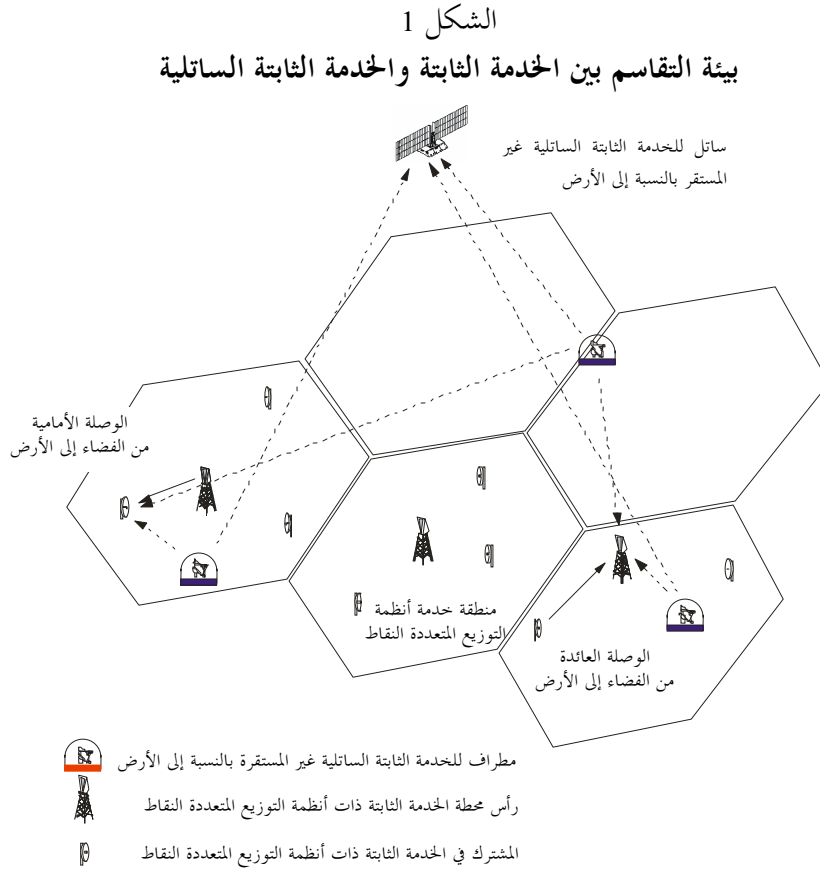 الشكل 1
بيئة التقاسم بين الخدمة الثابتة والخدمة الثابتة الساتلية
ساتل للخدمة الثابتة الساتلية غير
المستقر بالنسبة إلى الأرض
الوصلة الأمامية
من الفضاء إلى الأرض
منطقة خدمة أنظمة
التوزيع المتعددة النقاط
الوصلة العائدة
من الفضاء إلى الأرض
مطراف للخدمة الثابتة الساتلية غير المستقرة بالنسبة إلى الأرض
رأس محطة الخدمة الثابتة ذات أنظمة التوزيع المتعددة النقاط
المشترك في الخدمة الثابتة ذات أنظمة التوزيع المتعددة النقاط